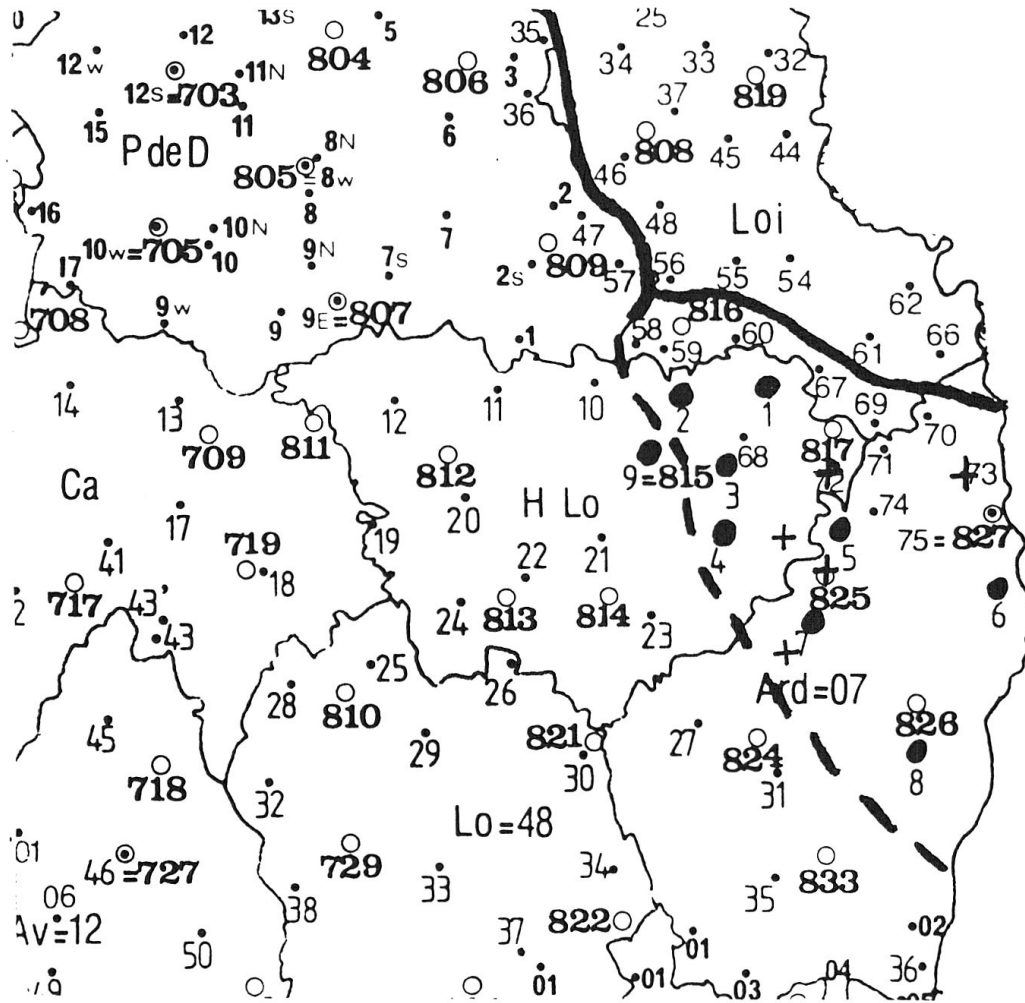 13s 5 35 25
12 804 34 33 32
12w 11N 806 3 819
12s=703 36 37
15 11 6 808 45 44
P de D 8N 46
805=8w
16 8 2 48 Loi
10N 7 47
10w=705 10 9N 7s 2s 809 57 56 55 54
17 62
708 9w 9 9E=807 1 58 816 60 61 66
59
14 13 12 11 10 2 1 67 69 70
709 811 812 9=815 68 817 71 73
Ca 20 H Lo 3 72 74
17 19 21 4 5 75=827
41 719 18 22
717 43' 24 813 814 23 825 6
43 7
25 26 Ard=07
28 810 826
45 29 821 27 824
718 30 31 8
32 Lo=48
01 729 34 833
46=727 33 35
06 38 822 02
Av=12 50 37 01
01 01 03 04 36
05